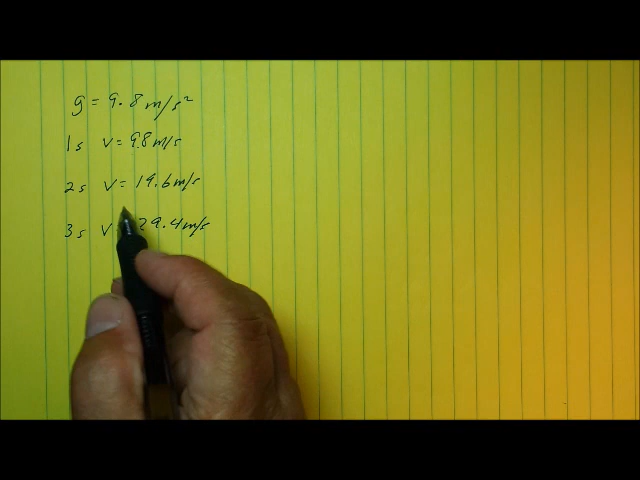 g = 9.8 m/s²
1s v = 9.8 m/s
2s v = 19.6 m/s
3s v 29.4 m/s